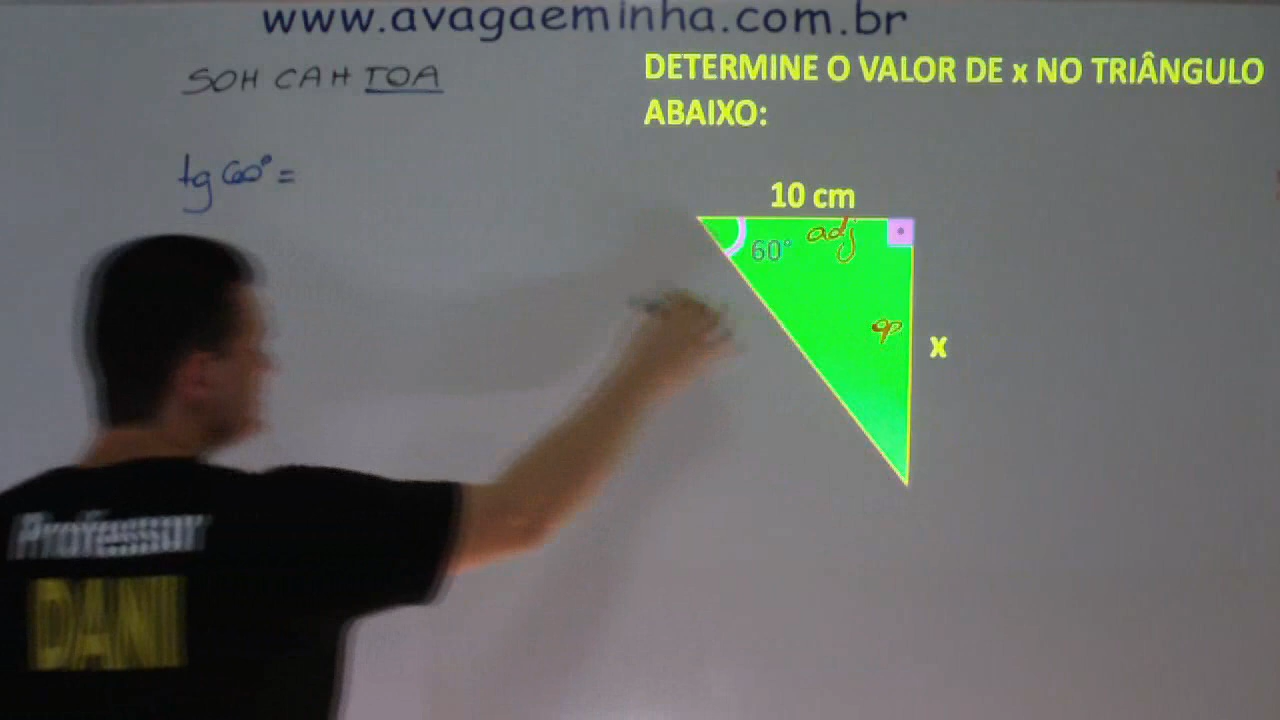 www.avagaeminha.com.br
SOH CAH TOA
DETERMINE O VALOR DE x NO TRIÂNGULO
ABAIXO:
tg 60° =
10 cm
60°
adj
op
x
Professor
DANI